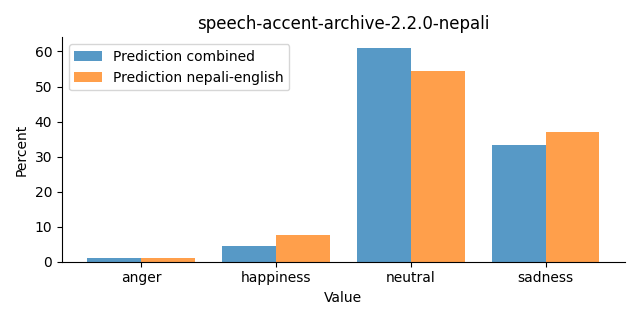 speech-accent-archive-2.2.0-nepali
Prediction combined
Prediction nepali-english
Percent
60
50
40
30
20
10
0
anger happiness neutral sadness
Value